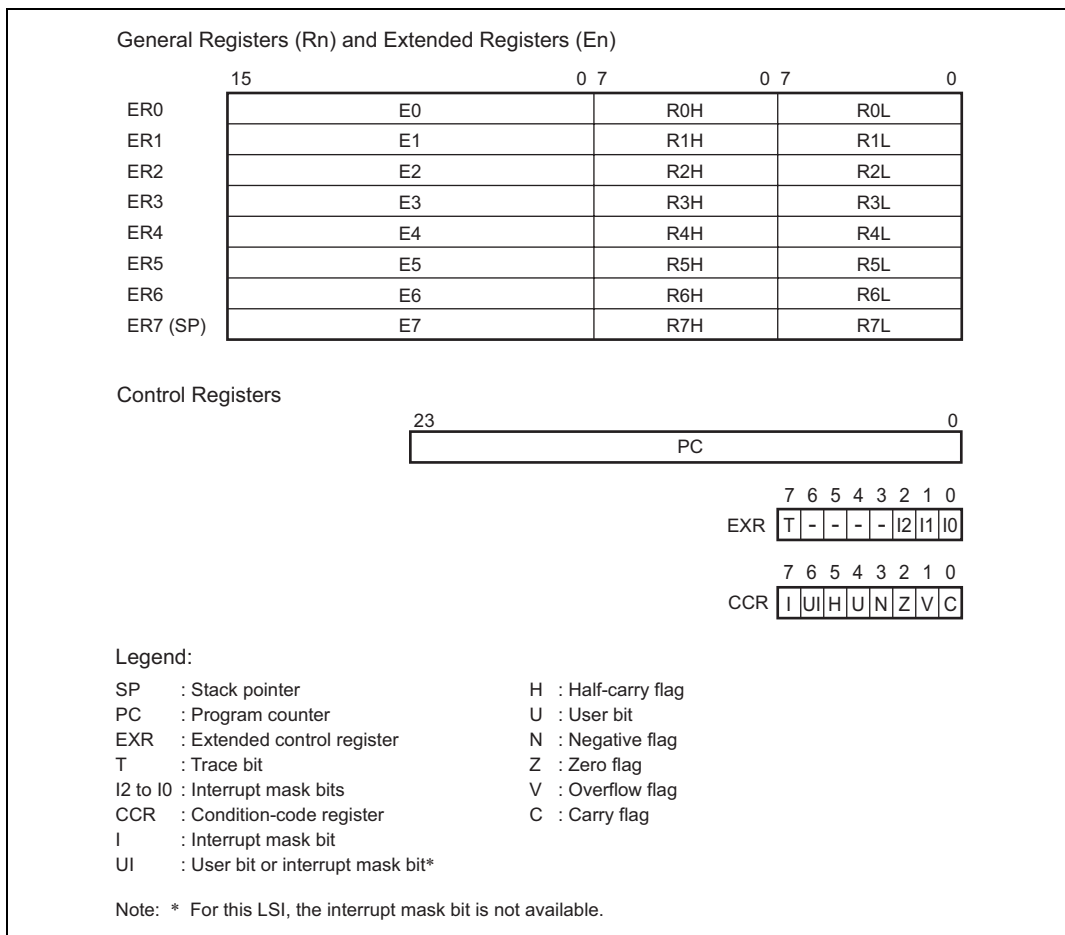 General Registers (Rn) and Extended Registers (En)
15 0 7 0 7 0
ER0 E0 R0H R0L
ER1 E1 R1H R1L
ER2 E2 R2H R2L
ER3 E3 R3H R3L
ER4 E4 R4H R4L
ER5 E5 R5H R5L
ER6 E6 R6H R6L
ER7 (SP) E7 R7H R7L
Control Registers
23 0
PC
7 6 5 4 3 2 1 0
EXR T - - - - I2 I1 I0
7 6 5 4 3 2 1 0
CCR I UI H U N Z V C
Legend:
SP : Stack pointer
PC : Program counter
EXR : Extended control register
T : Trace bit
I2 to I0 : Interrupt mask bits
CCR : Condition-code register
I : Interrupt mask bit
UI : User bit or interrupt mask bit*
H : Half-carry flag
U : User bit
N : Negative flag
Z : Zero flag
V : Overflow flag
C : Carry flag
Note: * For this LSI, the interrupt mask bit is not available.